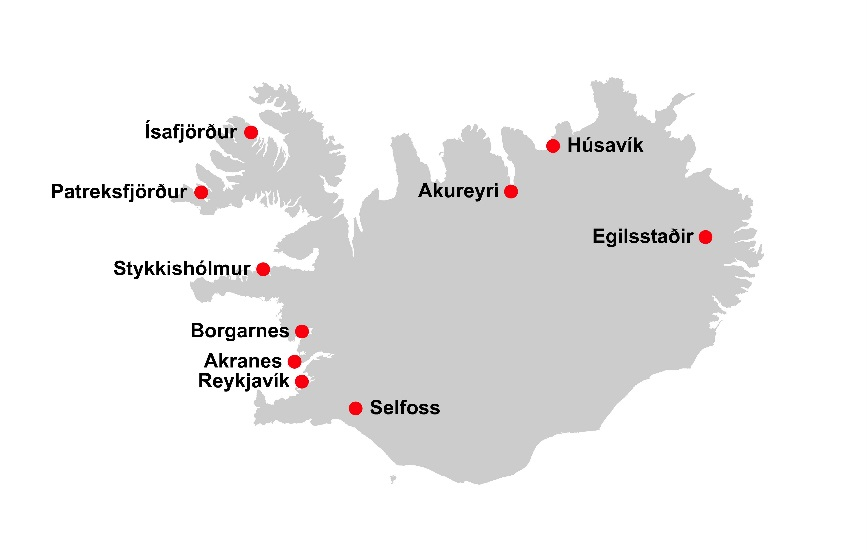 Ísafjörður
Húsavík
Patreksfjörður
Akureyri
Egilsstaðir
Stykkishólmur
Borgarnes
Akranes
Reykjavík
Selfoss